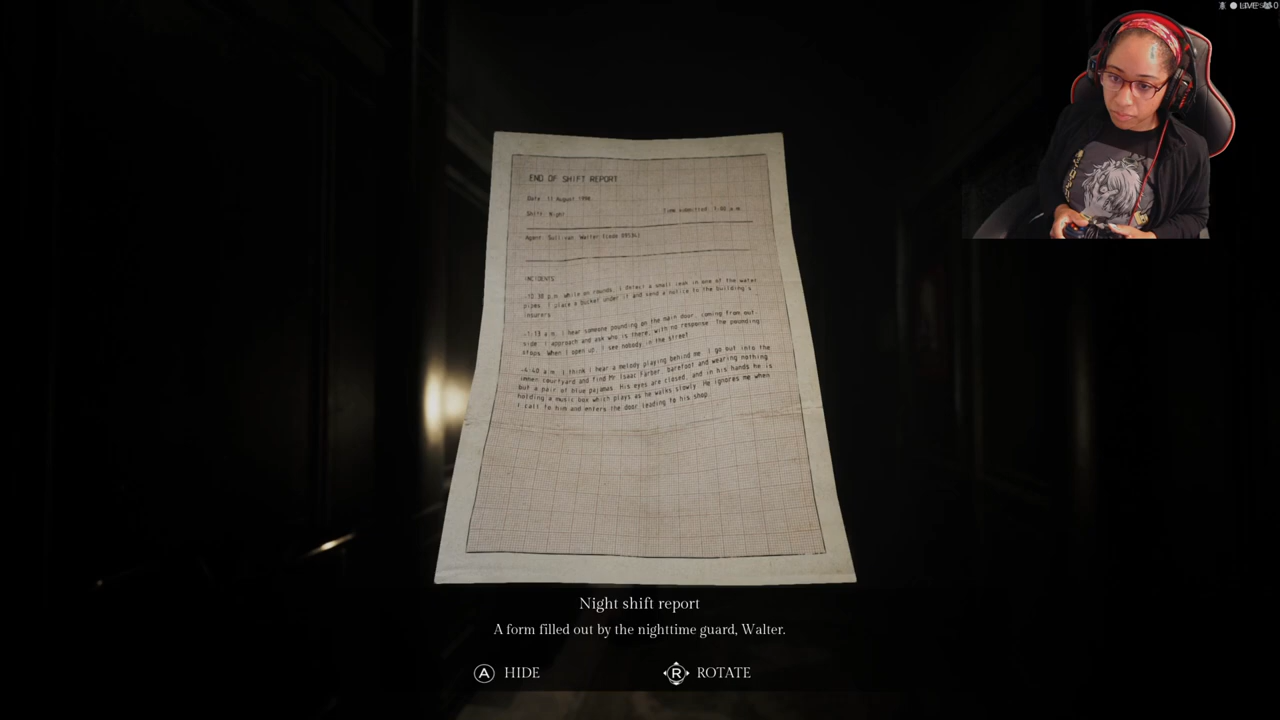 LIVE
END OF SHIFT REPORT
Date: 11 August 1998
Shift: Night
Time submitted: 7:00 a.m.
Agent: Sullivan, Walter
INCIDENTS:
-10:38 p.m. While on rounds, I detect a small leak in one of the water
pipes. I place a bucket under it and send a notice to the building's
insurers.
-1:13 a.m. I hear someone pounding on the main door, coming from out-
side. I approach and ask who is there, with no response. The pounding
stops. When I open up, I see nobody in the street.
-4:40 a.m. I think I hear a melody playing behind me. I go out into the
inner courtyard and find Mr Isaac Farber, barefoot and wearing nothing
but a pair of blue pajamas. His eyes are closed, and in his hands he is
holding a music box which plays as he walks slowly. He ignores me when
I call to him and enters the door leading to his shop.
Night shift report
A form filled out by the nighttime guard, Walter.
A HIDE
R ROTATE